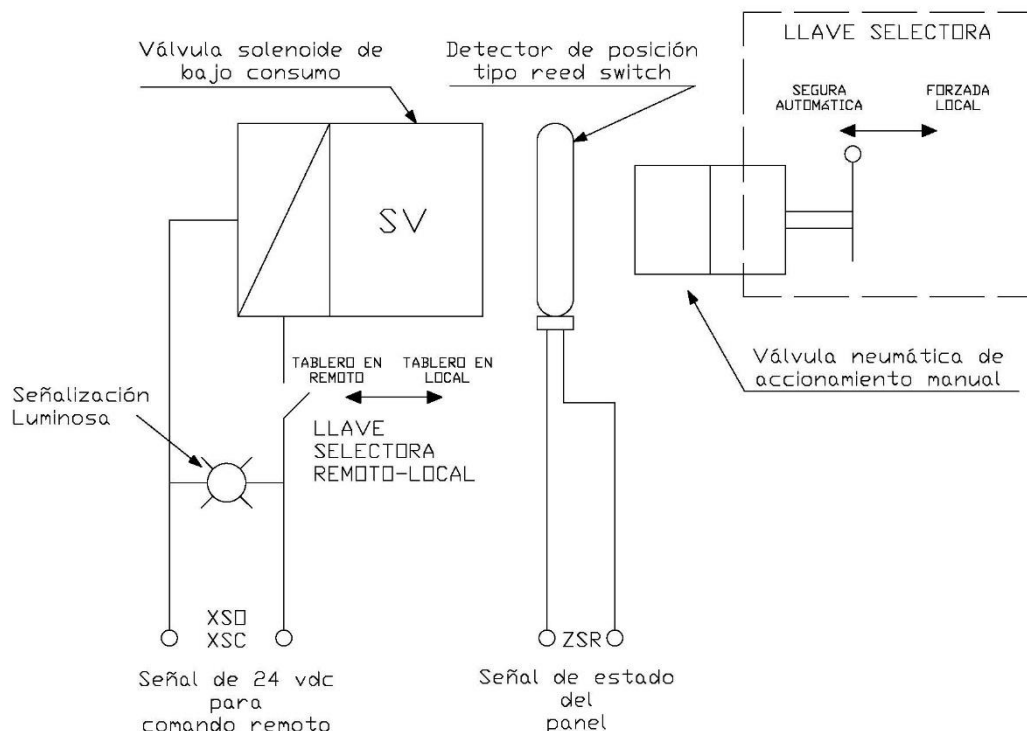 Válvula solenoide de
bajo consumo
Detector de posición
tipo reed switch
LLAVE SELECTORA
SEGURA
AUTOMáTICA
FORZADA
LOCAL
SV
TABLERO EN
REMOTO
TABLERO EN
LOCAL
Señalización
Luminosa
LLAVE
SELECTORA
REMOTO-LOCAL
Válvula neumática de
accionamiento manual
XSO
XSC
ZSR
Señal de 24 vdc
para
comando remoto
Señal de estado
del
panel